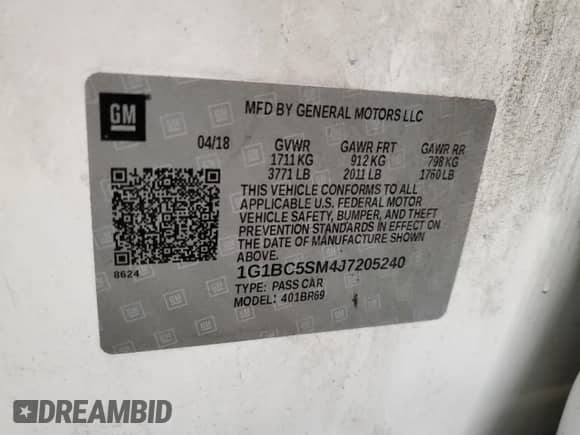 GM
MFD BY GENERAL MOTORS LLC
04/18 GVWR GAWR FRT GAWR RR
1711 KG 912 KG 798 KG
3771 LB 2011 LB 1760 LB
THIS VEHICLE CONFORMS TO ALL
APPLICABLE U.S. FEDERAL MOTOR
VEHICLE SAFETY, BUMPER, AND THEFT
PREVENTION STANDARDS IN EFFECT ON
THE DATE OF MANUFACTURE SHOWN
ABOVE.
8624
1G1BC5SM4J7205240
TYPE: PASS CAR
MODEL: 401BR69
DREAMBID